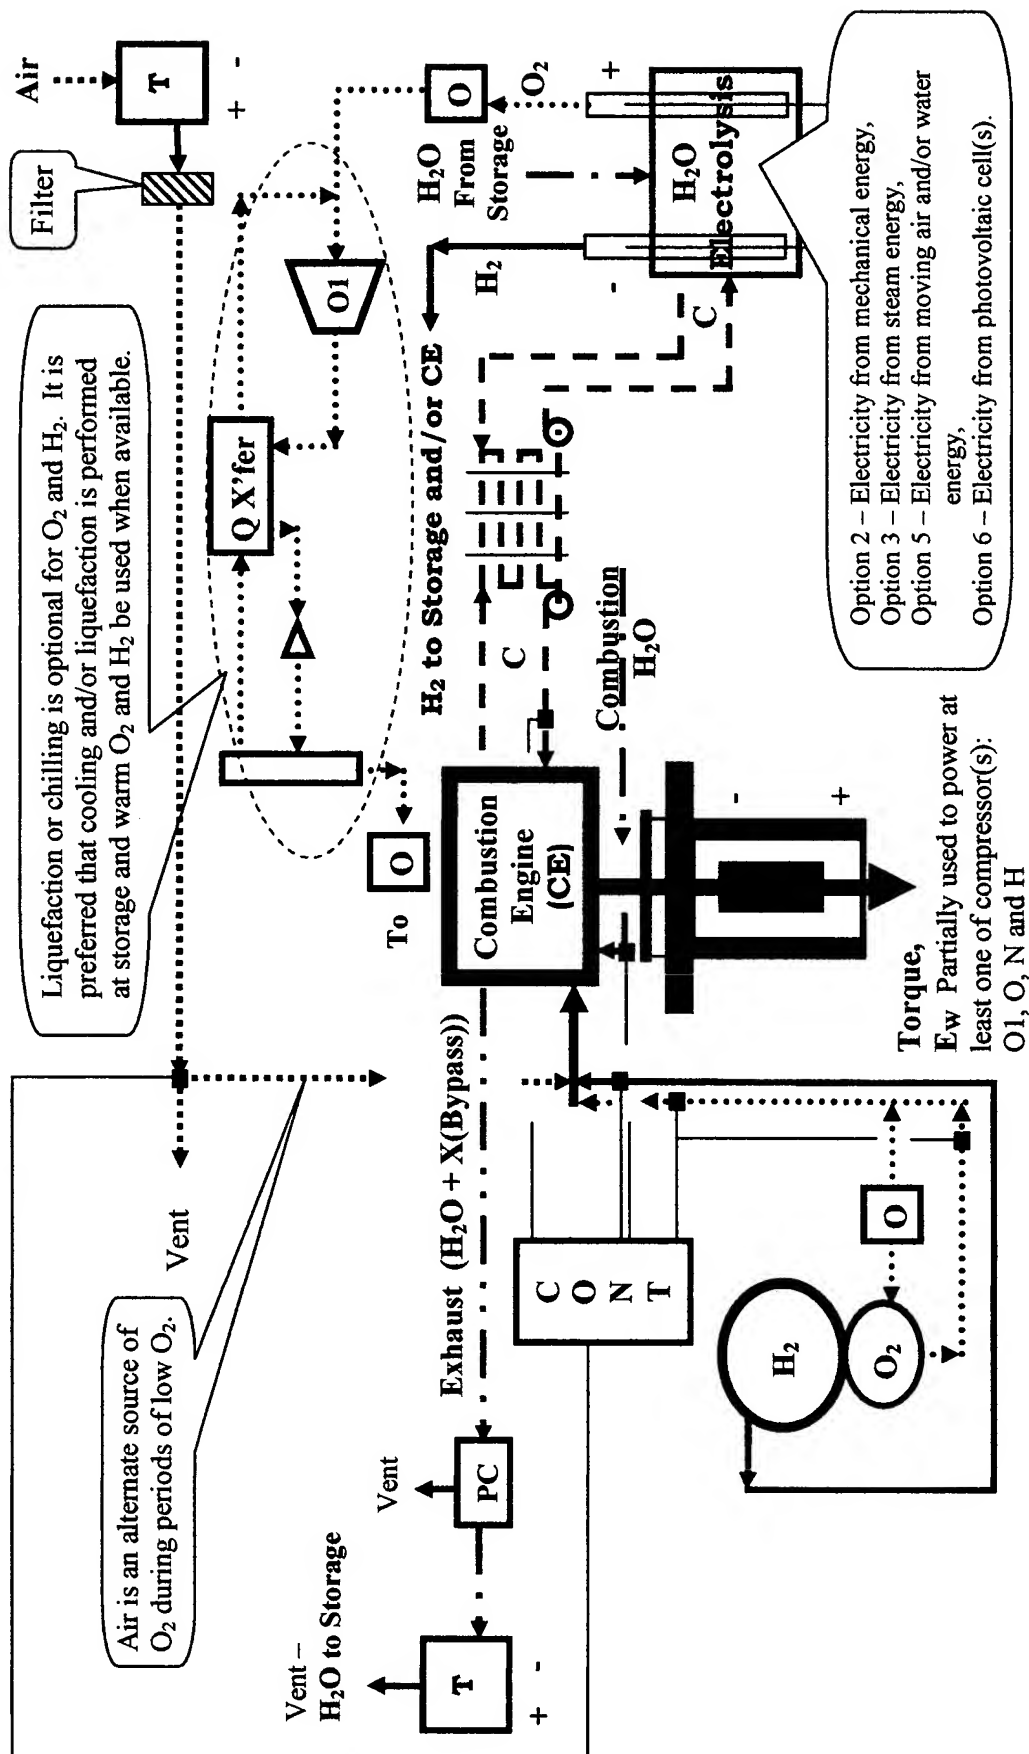 Air
T
-
+
Filter
Liquefaction or chilling is optional for O₂ and H₂. It is
preferred that cooling and/or liquefaction is performed
at storage and warm O₂ and H₂ be used when available.
Air is an alternate source of
O₂ during periods of low O₂.
Vent
Q X'fer
O1
O
O₂
+
H₂O
From
Storage
H₂
-
H₂O
Electrolysis
H₂ to Storage and/or CE
C
C
To
O
Combustion
Engine
(CE)
Combustion
H₂O
Exhaust (H₂O + X(Bypass))
Vent
PC
Vent –
H₂O to Storage
T
-
+
C
O
N
T
H₂
O₂
O
-
+
Torque,
Ew Partially used to power at
least one of compressor(s):
O1, O, N and H
Option 2 – Electricity from mechanical energy,
Option 3 – Electricity from steam energy,
Option 5 – Electricity from moving air and/or water
energy,
Option 6 – Electricity from photovoltaic cell(s).